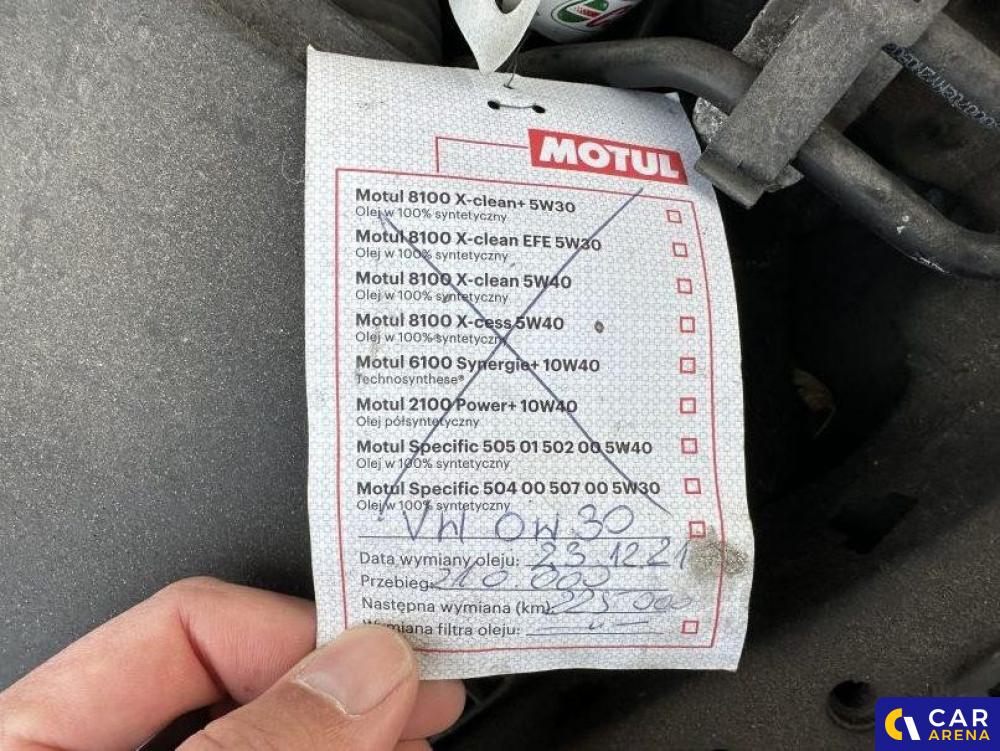 MOTUL
Motul 8100 X-clean+ 5W30
Olej w 100% syntetyczny
Motul 8100 X-clean EFE 5W30
Olej w 100% syntetyczny
Motul 8100 X-clean 5W40
Olej w 100% syntetyczny
Motul 8100 X-cess 5W40
Olej w 100% syntetyczny
Motul 6100 Synergie+ 10W40
Technosynthese®
Motul 2100 Power+ 10W40
Olej półsyntetyczny
Motul Specific 505 01 502 00 5W40
Olej w 100% syntetyczny
Motul Specific 504 00 507 00 5W30
Olej w 100% syntetyczny
VW 0W30
Data wymiany oleju: 23.12.21
Przebieg: 210.000
Następna wymiana (km): 225 000
Wymiana filtra oleju: — " —
CAR
ARENA